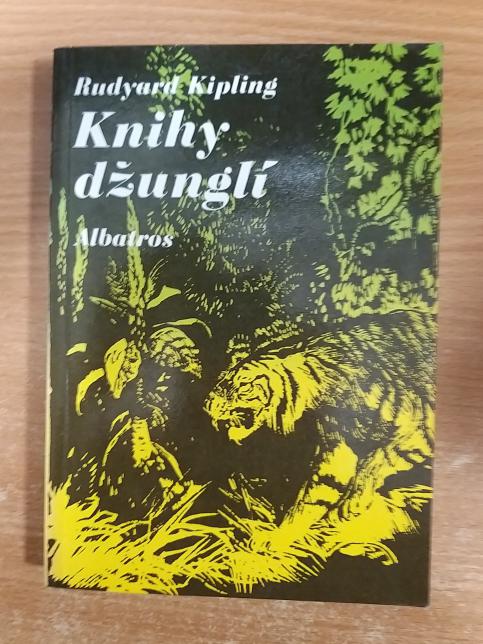 Rudyard Kipling
Knihy
džunglí
Albatros